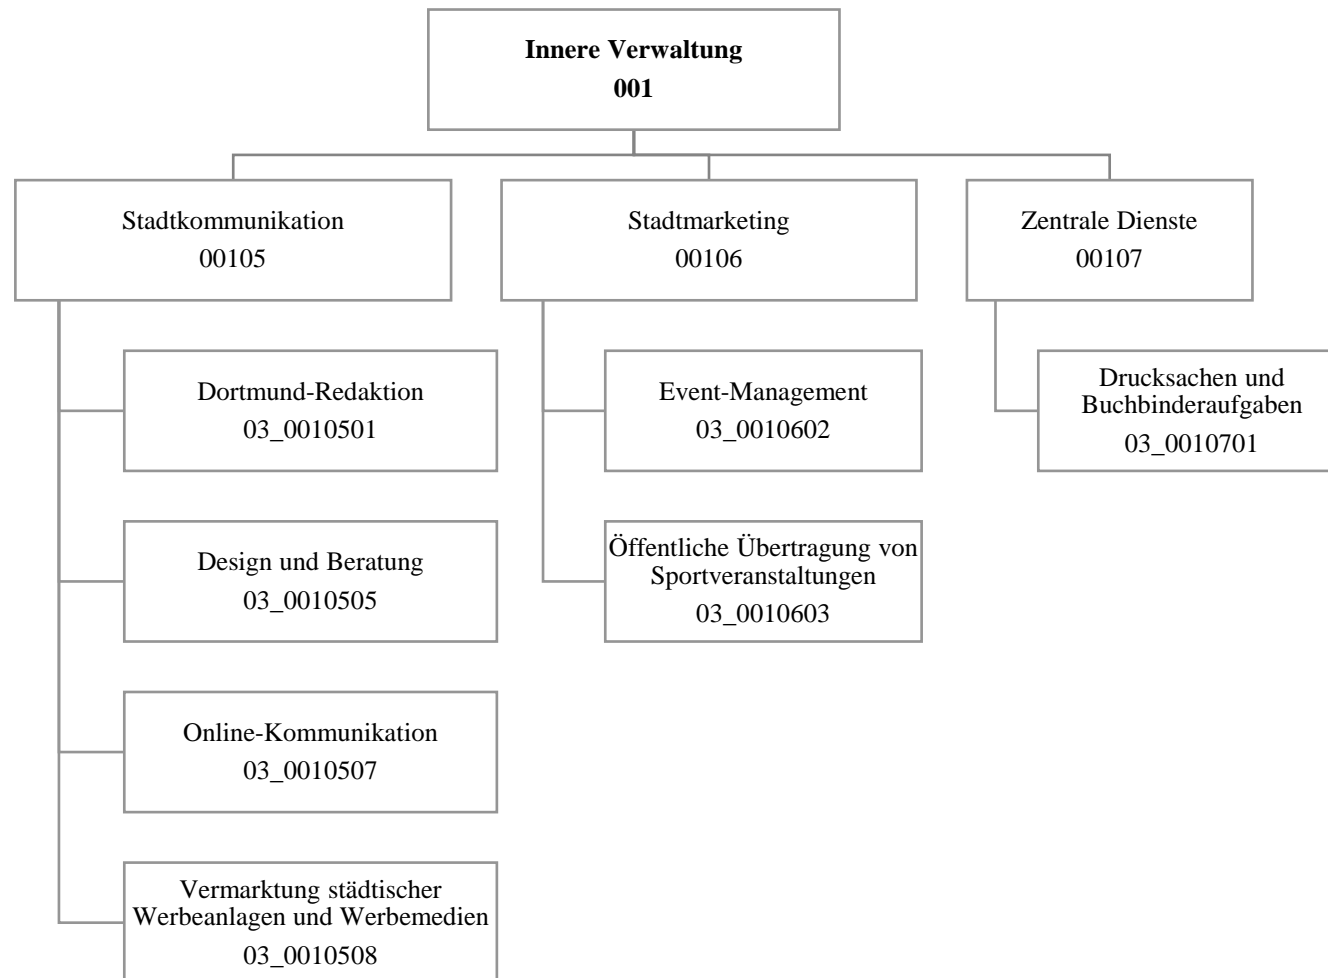 Innere Verwaltung
001
Stadtkommunikation
00105
Stadtmarketing
00106
Zentrale Dienste
00107
Dortmund-Redaktion
03_0010501
Event-Management
03_0010602
Drucksachen und
Buchbinderaufgaben
03_0010701
Design und Beratung
03_0010505
Öffentliche Übertragung von
Sportveranstaltungen
03_0010603
Online-Kommunikation
03_0010507
Vermarktung städtischer
Werbeanlagen und Werbemedien
03_0010508